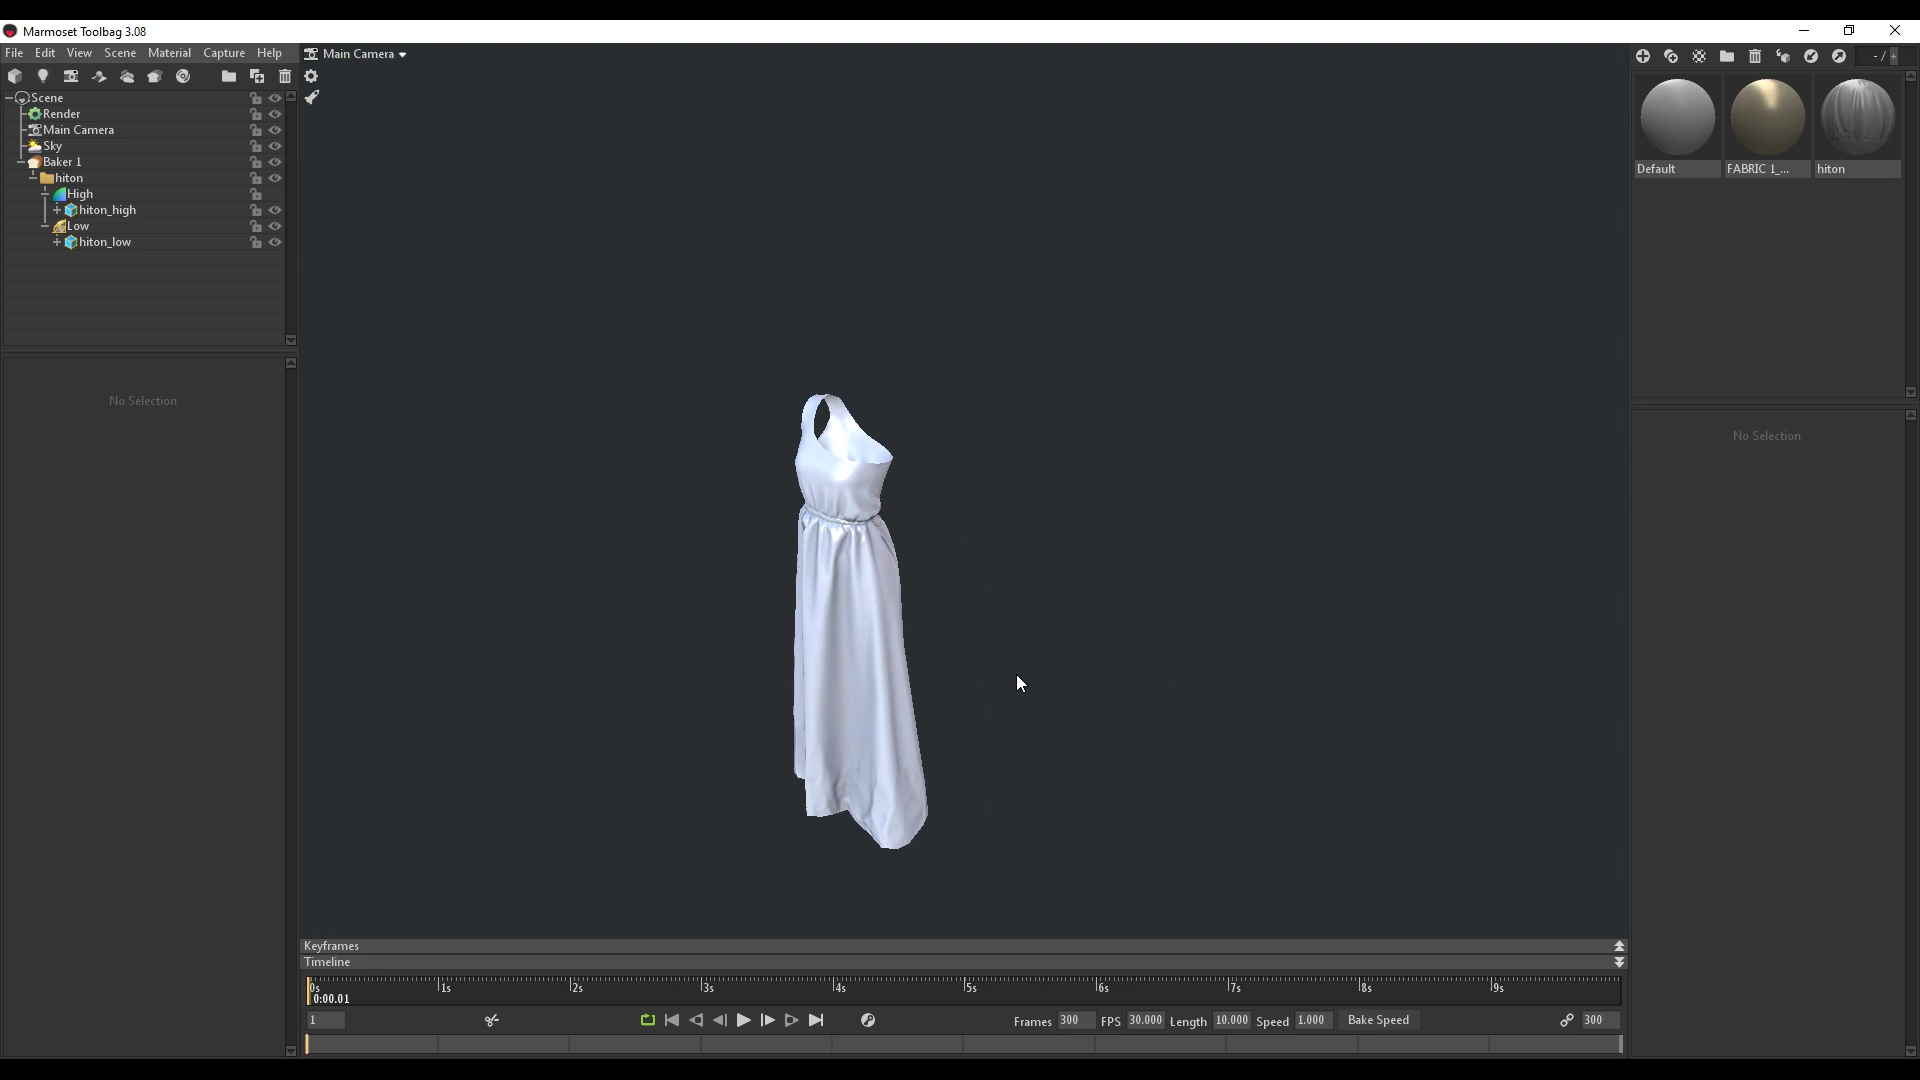 Marmoset Toolbag 3.08
File Edit View Scene Material Capture Help
Main Camera
- /
Scene
Render
Main Camera
Sky
Baker 1
hiton
High
hiton_high
Low
hiton_low
Default FABRIC 1_... hiton
No Selection
No Selection
Keyframes
Timeline
0s 1s 2s 3s 4s 5s 6s 7s 8s 9s
0:00.01
1 Frames 300 FPS 30.000 Length 10.000 Speed 1.000 Bake Speed 300